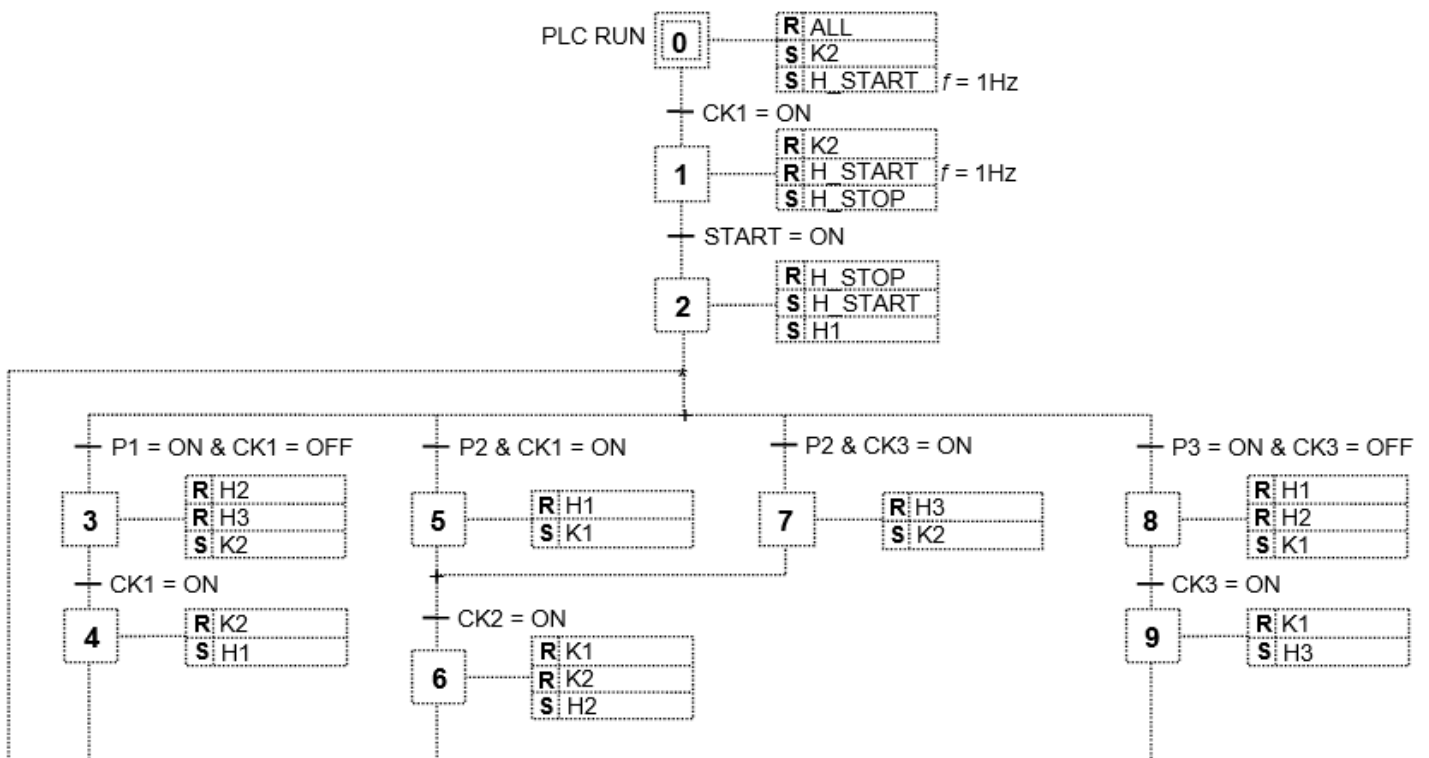 PLC RUN 0 R ALL
S K2
S H_START f = 1Hz
CK1 = ON
1 R K2
R H_START f = 1Hz
S H_STOP
START = ON
2 R H_STOP
S H_START
S H1
P1 = ON & CK1 = OFF
3 R H2
R H3
S K2
CK1 = ON
4 R K2
S H1
P2 & CK1 = ON
5 R H1
S K1
CK2 = ON
6 R K1
R K2
S H2
P2 & CK3 = ON
7 R H3
S K2
P3 = ON & CK3 = OFF
8 R H1
R H2
S K1
CK3 = ON
9 R K1
S H3